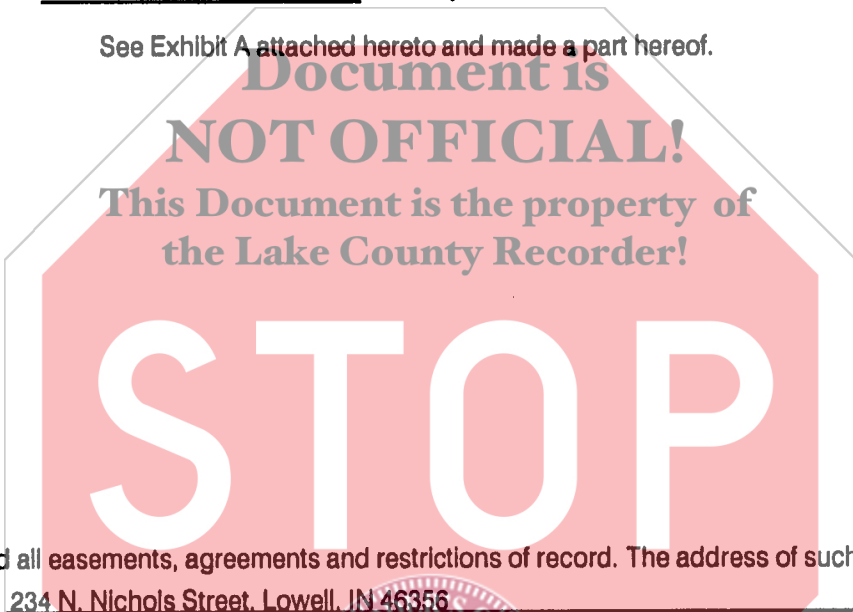 See Exhibit A attached hereto and made a part hereof.
Document is
NOT OFFICIAL!
This Document is the property of
the Lake County Recorder!
STOP
all easements, agreements and restrictions of record. The address of such
234 N. Nichols Street, Lowell, IN 46356